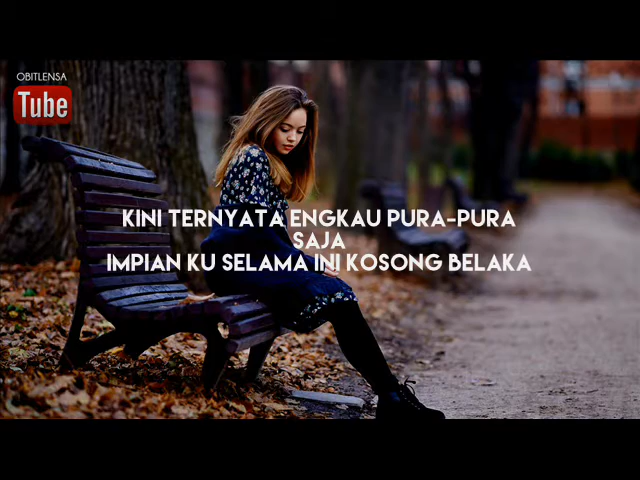 OBITLENSA
Tube
KINI TERNYATA ENGKAU PURA-PURA
SAJA
IMPIAN KU SELAMA INI KOSONG BELAKA